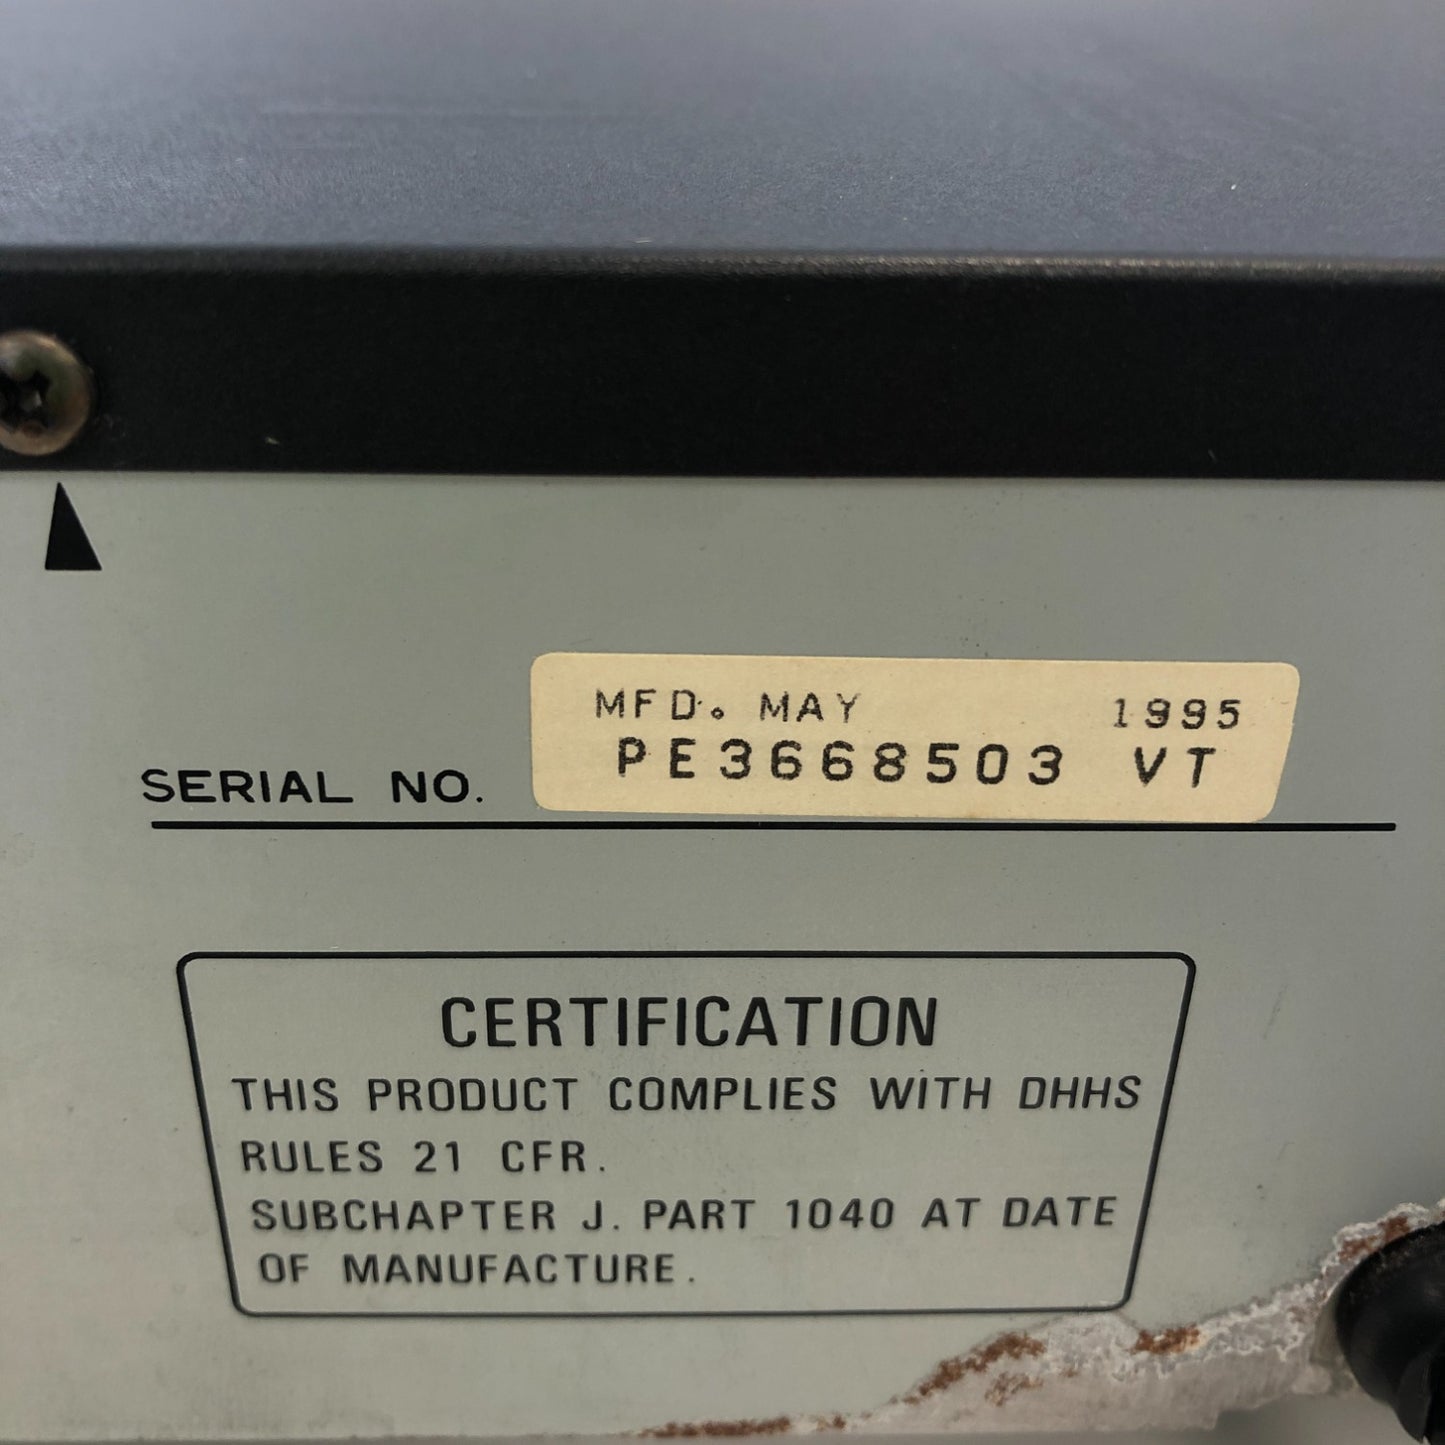 MFD. MAY 1995
SERIAL NO. PE3668503 VT
CERTIFICATION
THIS PRODUCT COMPLIES WITH DHHS
RULES 21 CFR.
SUBCHAPTER J. PART 1040 AT DATE
OF MANUFACTURE.